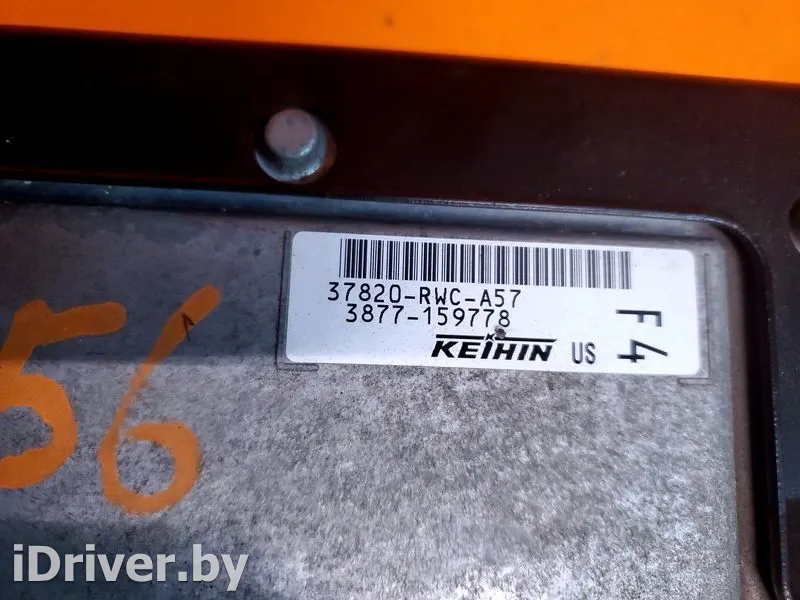 37820-RWC-A57
3877-159778
KEIHIN US
F4
56
iDriver.by